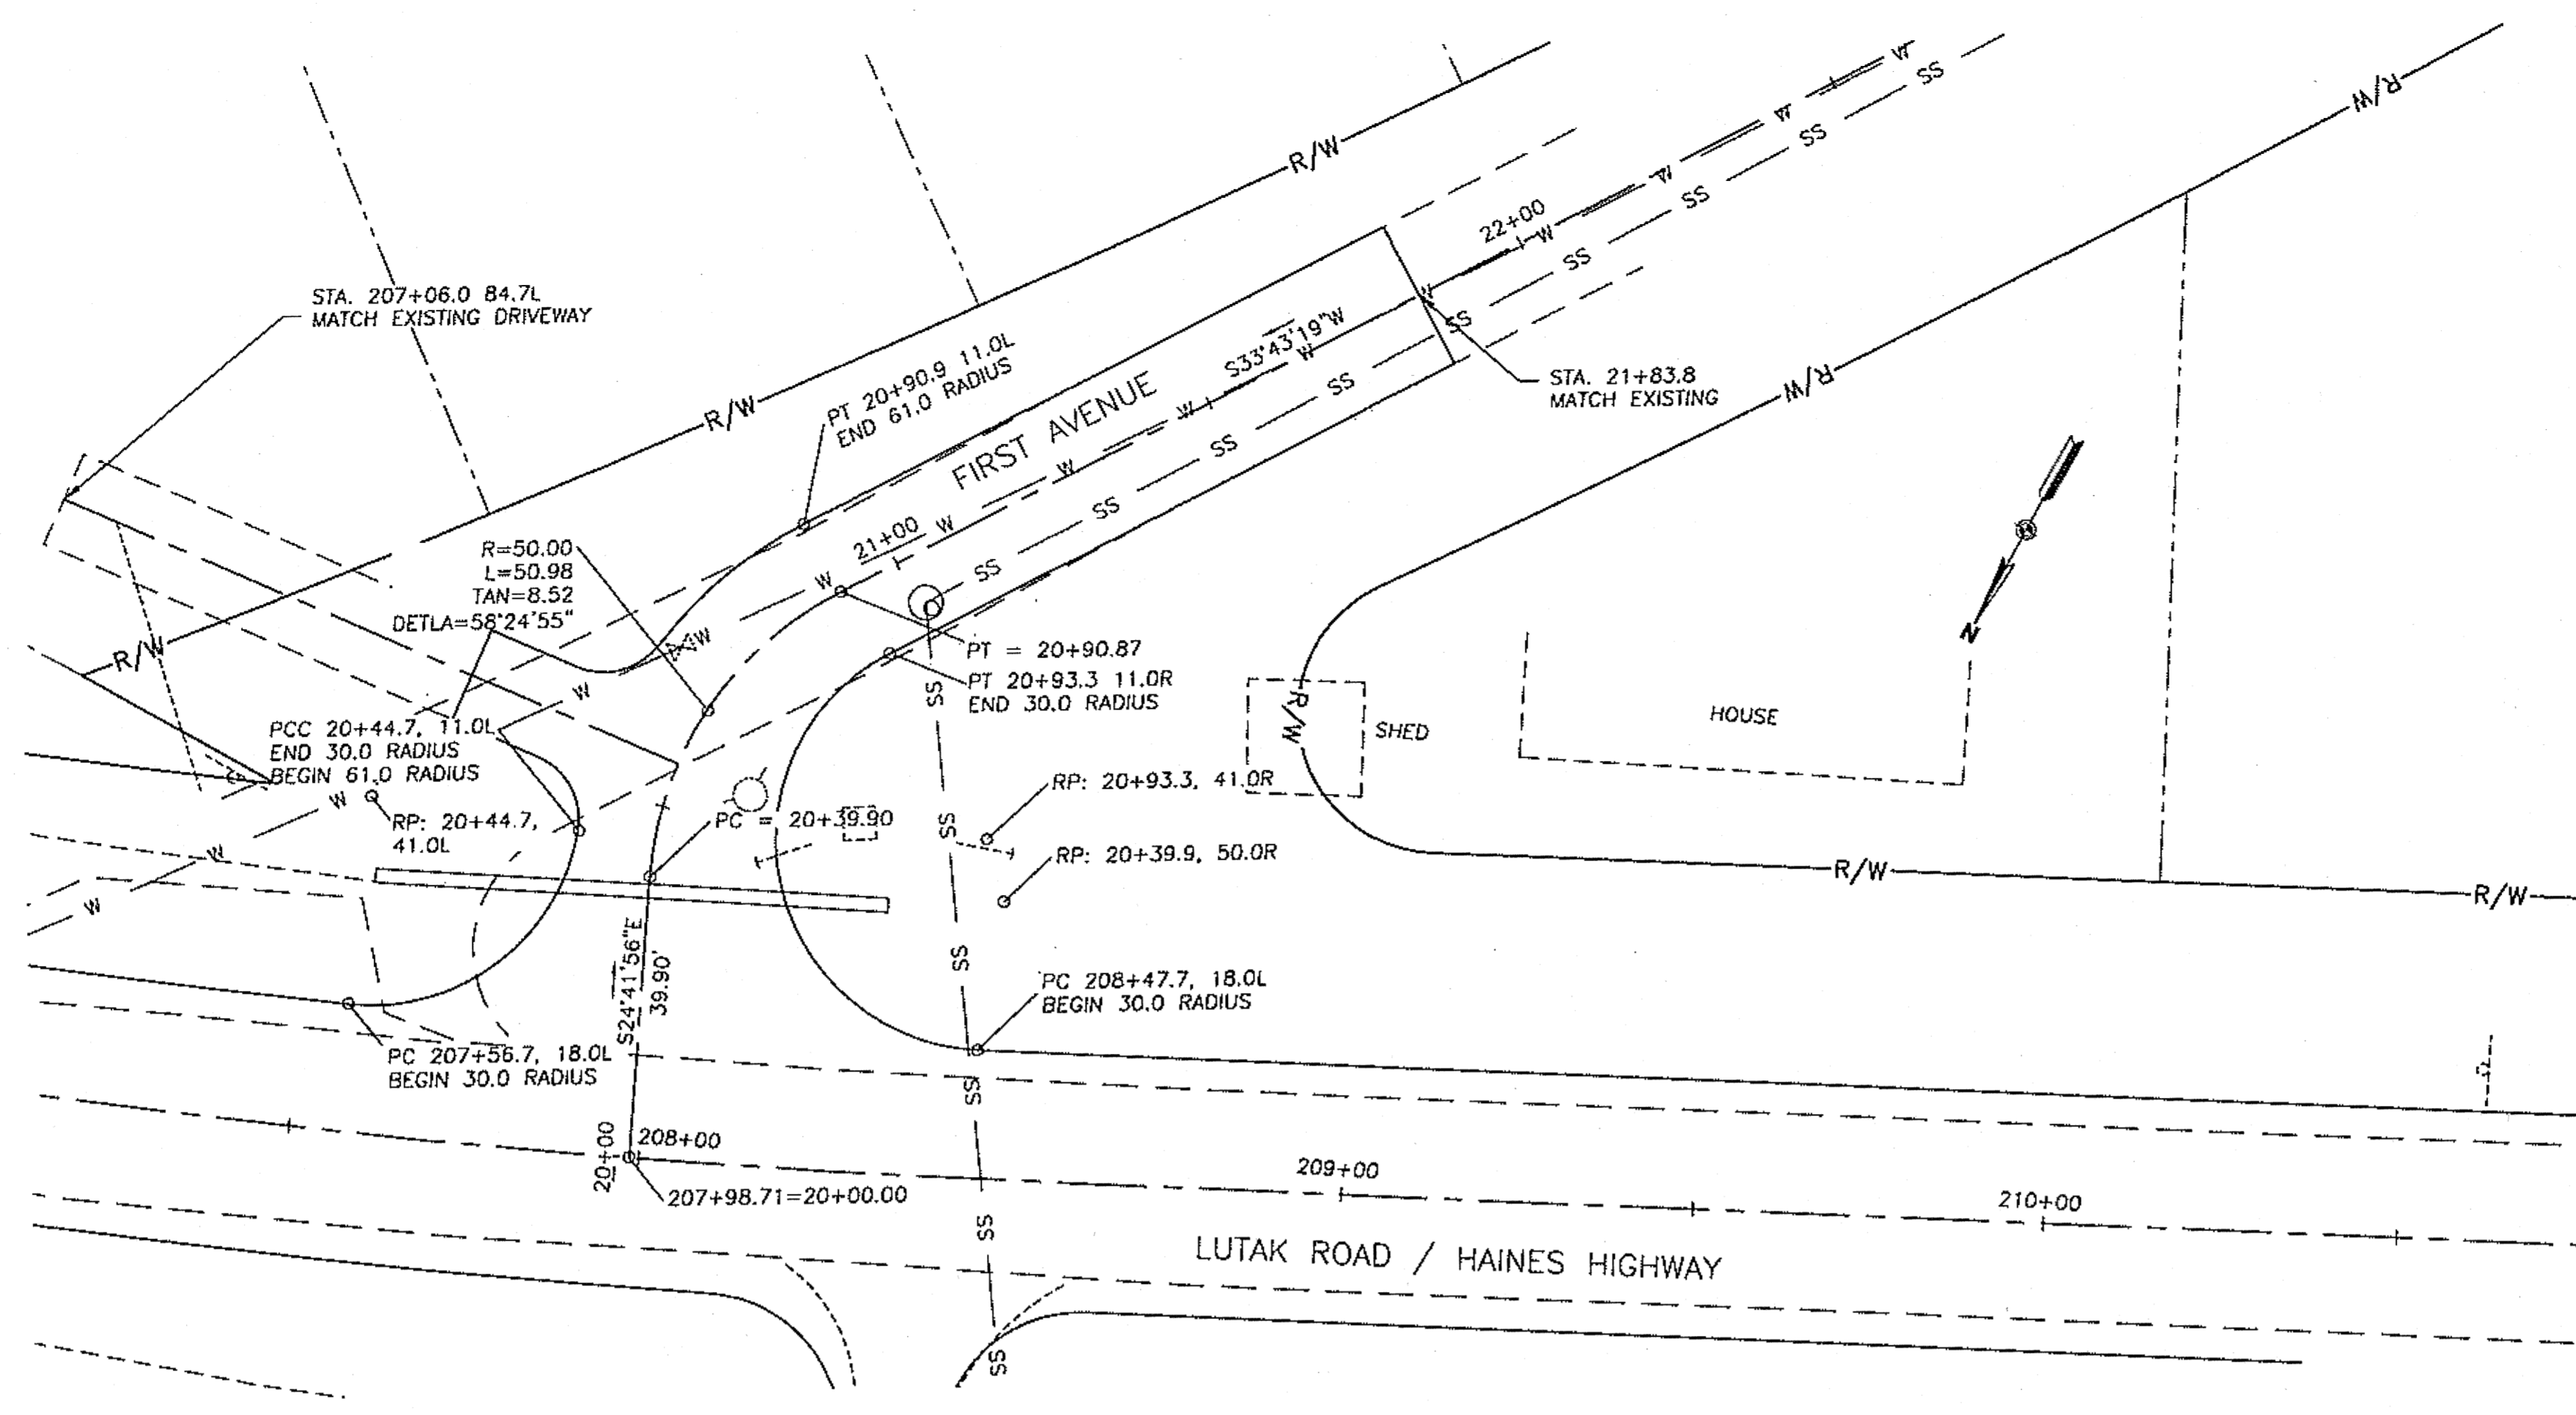 R/W
R/W
R/W
R/W
R/W
R/W
R/W
R/W
W
W
W
W
SS
SS
SS
SS
SS
SS
SS
SS
SS
SS
22+00
STA. 207+06.0 84.7L
MATCH EXISTING DRIVEWAY
PT 20+90.9 11.0L
END 61.0 RADIUS
FIRST AVENUE
S33°43'19"W
W
W
W
W
W
STA. 21+83.8
MATCH EXISTING
21+00
R=50.00
L=50.98
TAN=8.52
DETLA=58°24'55"
W
W
W
W
W
W
PT = 20+90.87
PT 20+93.3 11.0R
END 30.0 RADIUS
N
PCC 20+44.7, 11.0L
END 30.0 RADIUS
BEGIN 61.0 RADIUS
SHED
HOUSE
RP: 20+93.3, 41.0R
RP: 20+44.7,
41.0L
PC = 20+39.90
RP: 20+39.9, 50.0R
S24°41'56"E
39.90'
SS
SS
SS
SS
SS
SS
PC 208+47.7, 18.0L
BEGIN 30.0 RADIUS
PC 207+56.7, 18.0L
BEGIN 30.0 RADIUS
20+00
208+00
207+98.71=20+00.00
209+00
210+00
LUTAK ROAD / HAINES HIGHWAY